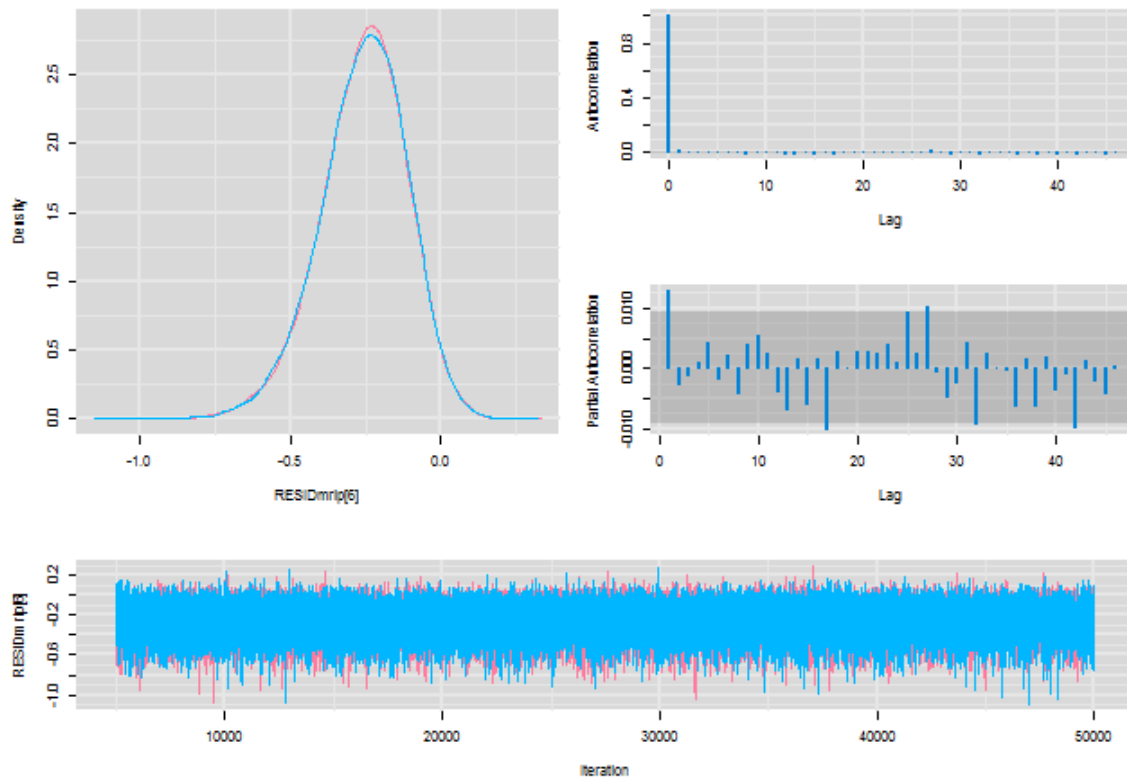 Density
0.0 0.5 1.0 1.5 2.0 2.5
-1.0 -0.5 0.0
RESIDmrip[6]
Autocorrelation
0.0 0.4 0.8
0 10 20 30 40
Lag
Partial Autocorrelation
-0.010 0.000 0.010
0 10 20 30 40
Lag
RESIDmrip[6]
-1.0 -0.6 -0.2 0.2
10000 20000 30000 40000 50000
Iteration